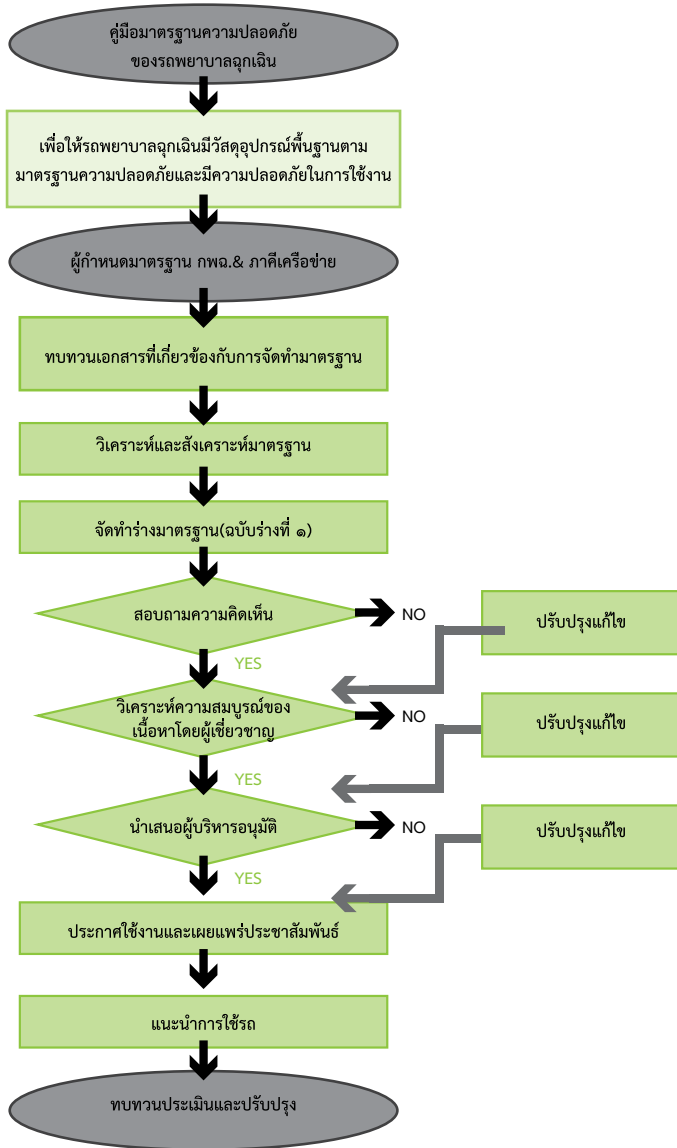 คู่มือมาตรฐานความปลอดภัย
ของรถพยาบาลฉุกเฉิน
เพื่อให้รถพยาบาลฉุกเฉินมีวัสดุอุปกรณ์พื้นฐานตาม
มาตรฐานความปลอดภัยและมีความปลอดภัยในการใช้งาน
ผู้กำหนดมาตรฐาน กพฉ.& ภาคีเครือข่าย
ทบทวนเอกสารที่เกี่ยวข้องกับการจัดทำมาตรฐาน
วิเคราะห์และสังเคราะห์มาตรฐาน
จัดทำร่างมาตรฐาน(ฉบับร่างที่ ๑)
สอบถามความคิดเห็น
NO
ปรับปรุงแก้ไข
YES
วิเคราะห์ความสมบูรณ์ของ
เนื้อหาโดยผู้เชี่ยวชาญ
NO
ปรับปรุงแก้ไข
YES
นำเสนอผู้บริหารอนุมัติ
NO
ปรับปรุงแก้ไข
YES
ประกาศใช้งานและเผยแพร่ประชาสัมพันธ์
แนะนำการใช้รถ
ทบทวนประเมินและปรับปรุง